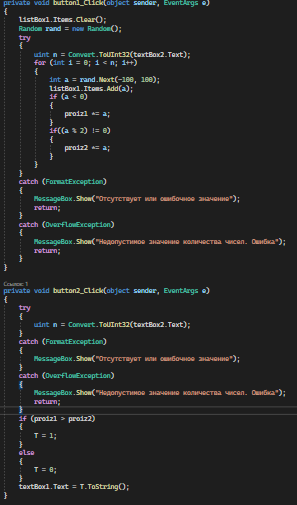 private void button1_Click(object sender, EventArgs e)
{
listBox1.Items.Clear();
Random rand = new Random();
try
{
uint n = Convert.ToUInt32(textBox2.Text);
for (int i = 0; i < n; i++)
{
int a = rand.Next(-100, 100);
listBox1.Items.Add(a);
if (a < 0)
{
proiz1 *= a;
}
if((a % 2) != 0)
{
proiz2 *= a;
}
}
}
catch (FormatException)
{
MessageBox.Show("Отсутствует или ошибочное значение");
return;
}
catch (OverflowException)
{
MessageBox.Show("Недопустимое значение количества чисел. Ошибка");
return;
}
}
Ссылок: 1
private void button2_Click(object sender, EventArgs e)
{
try
{
uint n = Convert.ToUInt32(textBox2.Text);
}
catch (FormatException)
{
MessageBox.Show("Отсутствует или ошибочное значение");
}
catch (OverflowException)
{
MessageBox.Show("Недопустимое значение количества чисел. Ошибка");
return;
}
if (proiz1 > proiz2)
{
T = 1;
}
else
{
T = 0;
}
textBox1.Text = T.ToString();
}